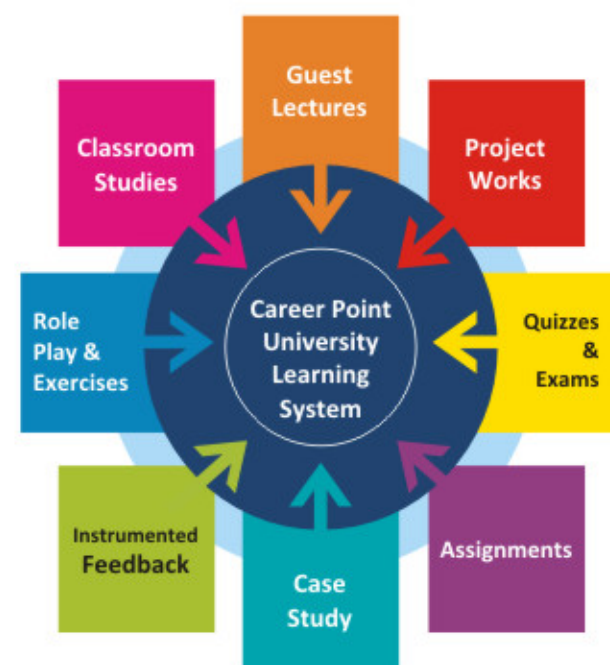 Guest
Lectures
Classroom
Studies
Project
Works
Role
Play &
Exercises
Career Point
University
Learning
System
Quizzes
&
Exams
Instrumented
Feedback
Case
Study
Assignments